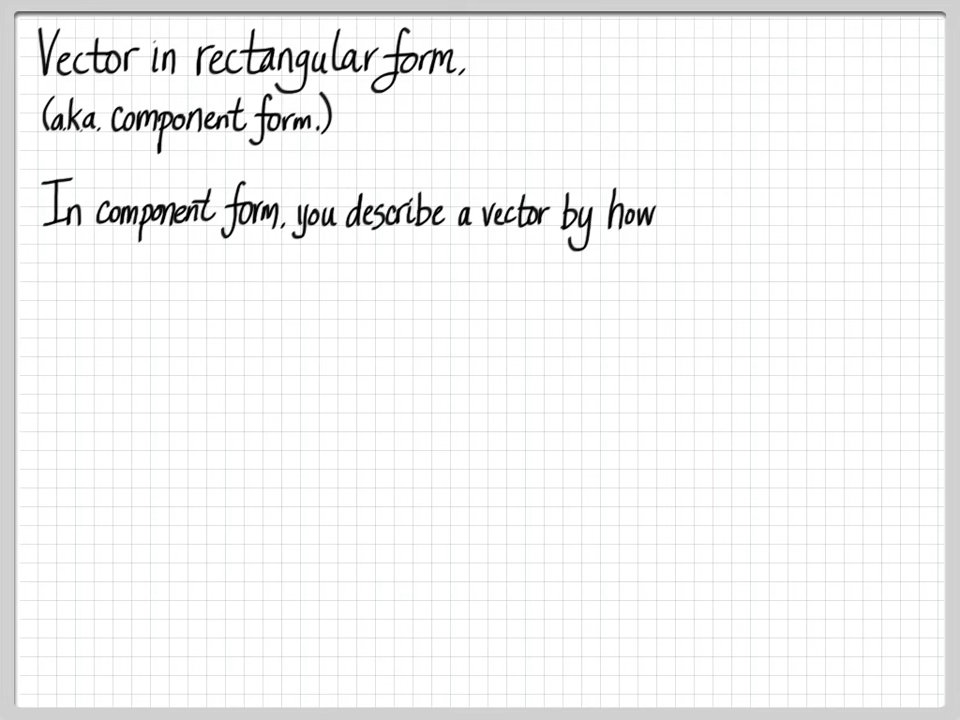 Vector in rectangular form.
(a.k.a. component form.)
In component form, you describe a vector by how